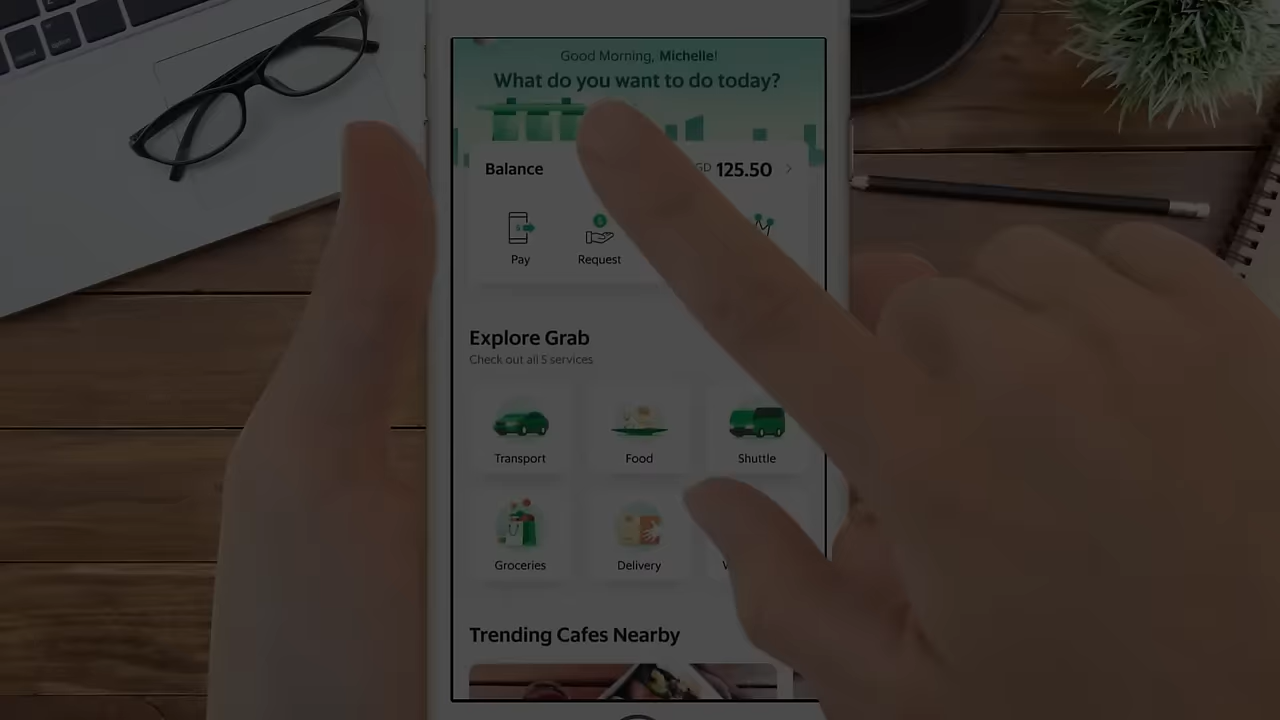 Good Morning, Michelle!
What do you want to do today?
Balance
125.50
Pay
Request
Explore Grab
Check out all 5 services
Transport
Food
Shuttle
Groceries
Delivery
Trending Cafes Nearby